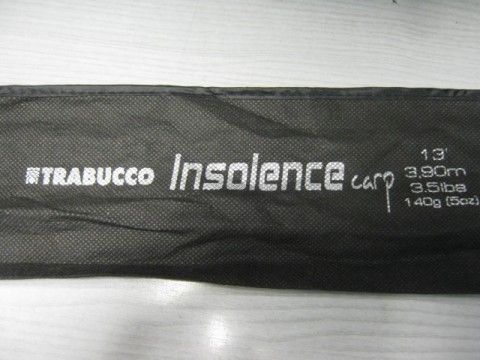 TRABUCCO Insolence carp
13'
3,90m
3.5lbs
140g (5oz)